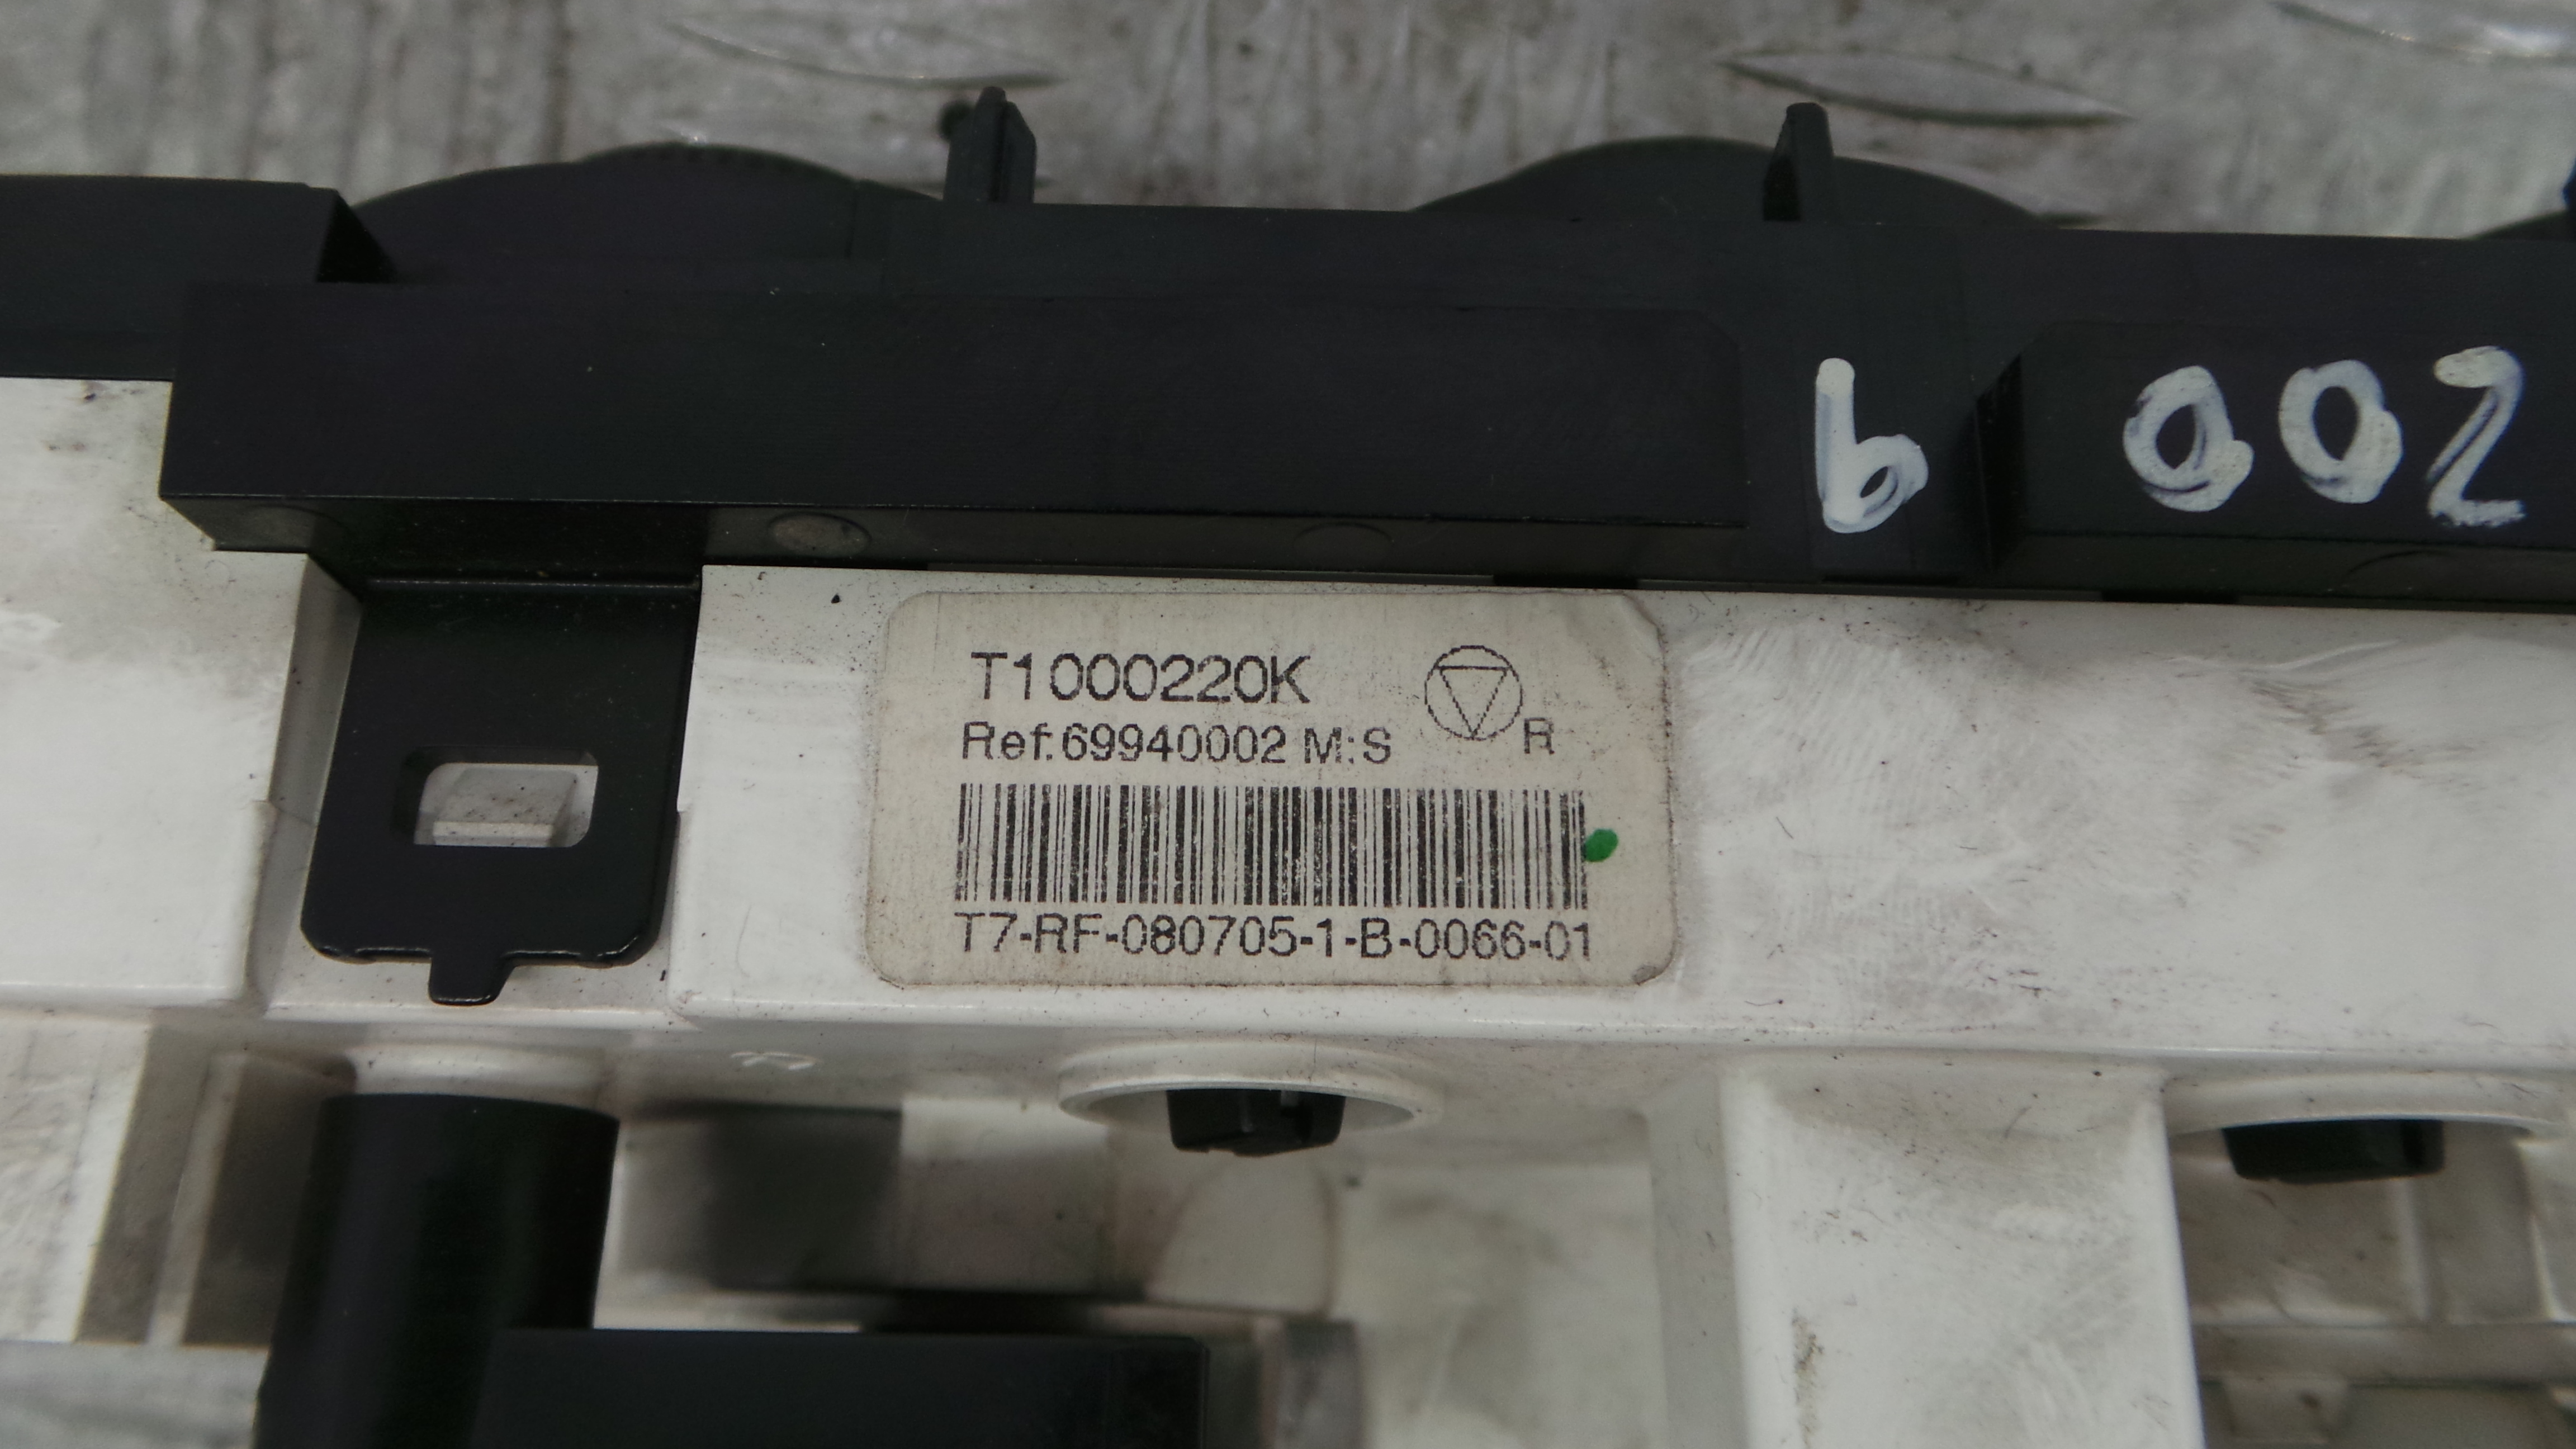 b 002
T1000220K
R
Ref:69940002 M:S
T7-RF-080705-1-B-0066-01